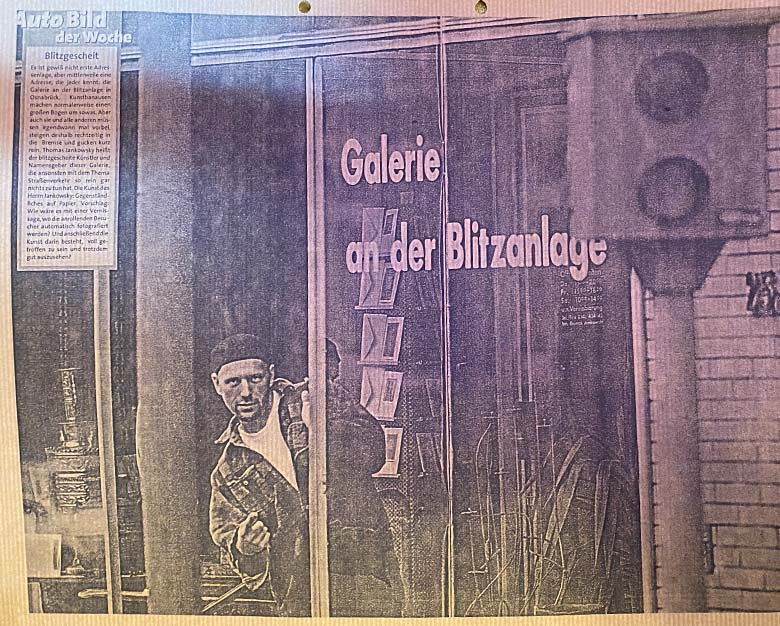 Auto Bild
der Woche
Blitzgescheit
Es ist gewiß nicht erste Adres-
senlage, aber mittlerweile eine
Adresse, die jeder kennt: die
Galerie an der Blitzanlage in
Osnabrück. Kunstbanausen
machen normalerweise einen
großen Bogen um sowas. Aber
auch sie und alle anderen müs-
sen irgendwann mal vorbei,
steigen deshalb rechtzeitig in
die Bremse und gucken kurz
rein. Thomas Jankowsky heißt
der blitzgescheite Künstler und
Namensgeber dieser Galerie,
die ansonsten mit dem Thema
Straßenverkehr so rein gar
nichts zu tun hat. Die Kunst des
Herrn Jankowsky: Gegenständ-
liches auf Papier. Vorschlag:
Wie wäre es mit einer Vernis-
sage, wo die anrollenden Besu-
cher automatisch fotografiert
werden? Und anschließend die
Kunst darin besteht, voll ge-
troffen zu sein und trotzdem
gut auszusehen?
Galerie
an der Blitzanlage